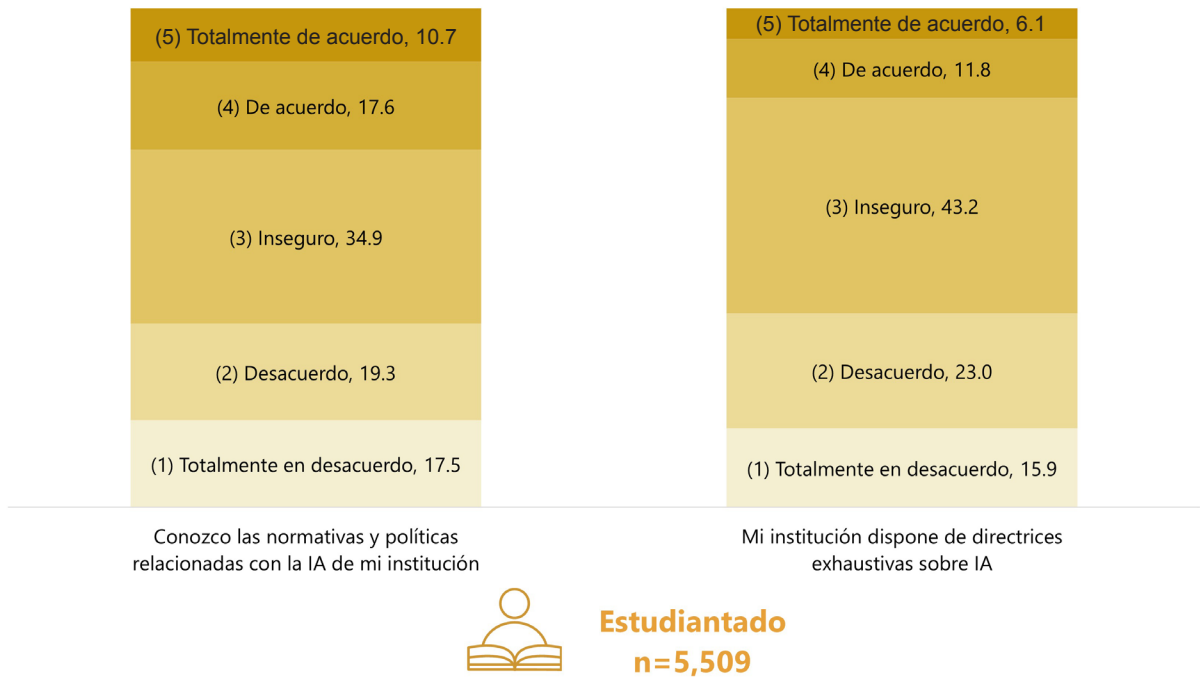 (5) Totalmente de acuerdo, 10.7
(4) De acuerdo, 17.6
(3) Inseguro, 34.9
(2) Desacuerdo, 19.3
(1) Totalmente en desacuerdo, 17.5
Conozco las normativas y políticas
relacionadas con la IA de mi institución
(5) Totalmente de acuerdo, 6.1
(4) De acuerdo, 11.8
(3) Inseguro, 43.2
(2) Desacuerdo, 23.0
(1) Totalmente en desacuerdo, 15.9
Mi institución dispone de directrices
exhaustivas sobre IA
Estudiantado
n=5,509